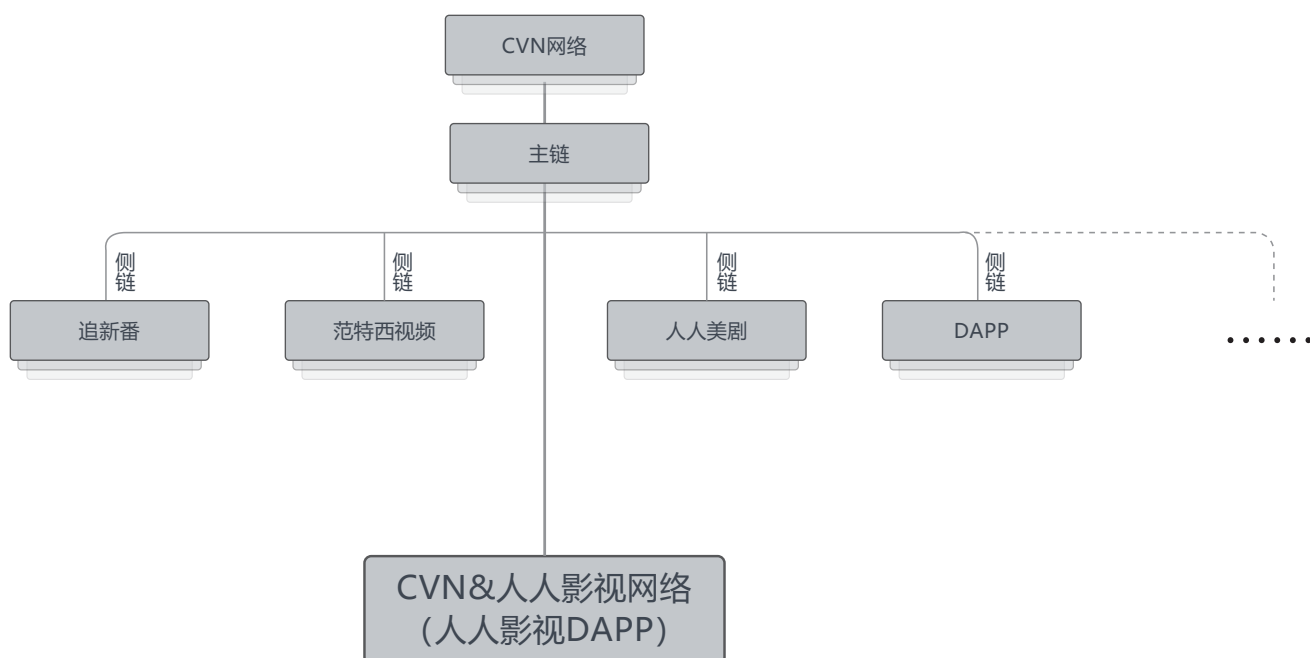 CVN网络
主链
侧链
侧链
侧链
侧链
追新番
范特西视频
人人美剧
DAPP
......
CVN&人人影视网络
（人人影视DAPP）